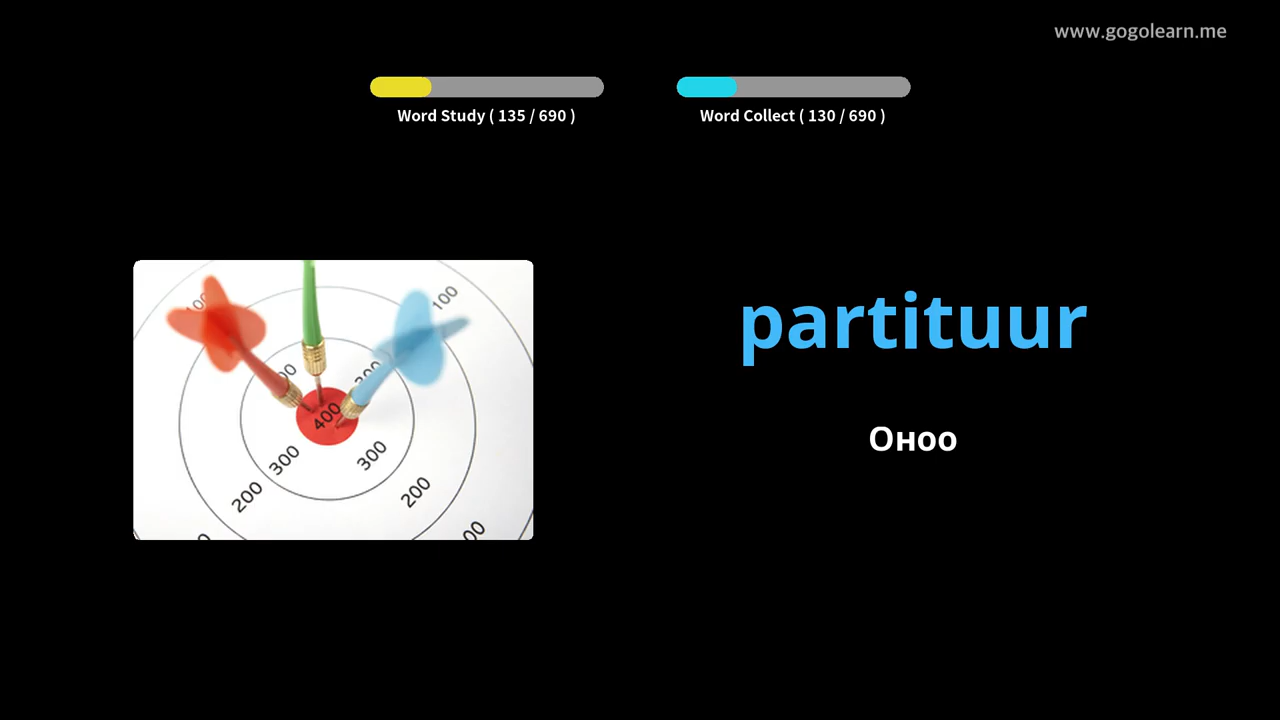 www.gogolearn.me
Word Study ( 135 / 690 )
Word Collect ( 130 / 690 )
partituur
Оноо
100
100
300
400
300
300
200
200